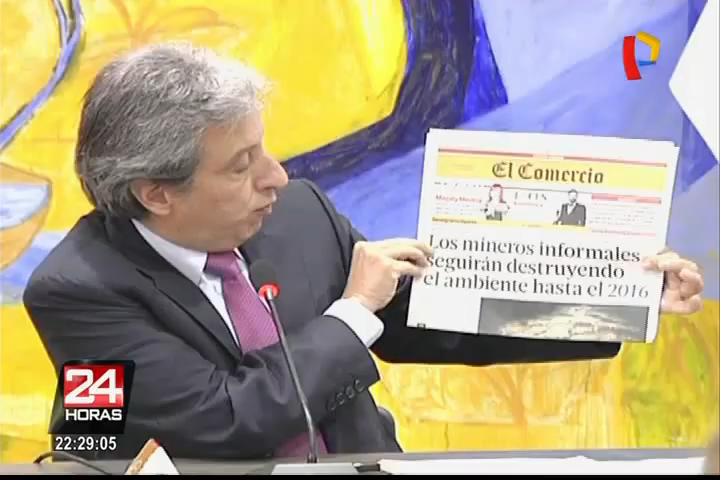 El Comercio
Los mineros informales
seguirán destruyendo
el ambiente hasta el 2016
24
HORAS
22:29:05